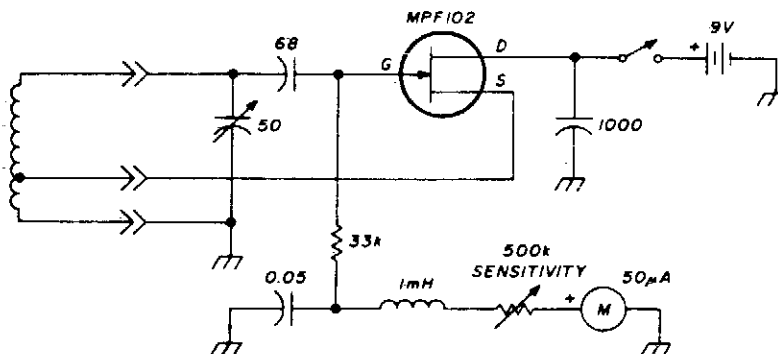 MPF102
9V
68
G
D
S
+
50
1000
33k
500k
SENSITIVITY
0.05
1mH
50µA
+
M